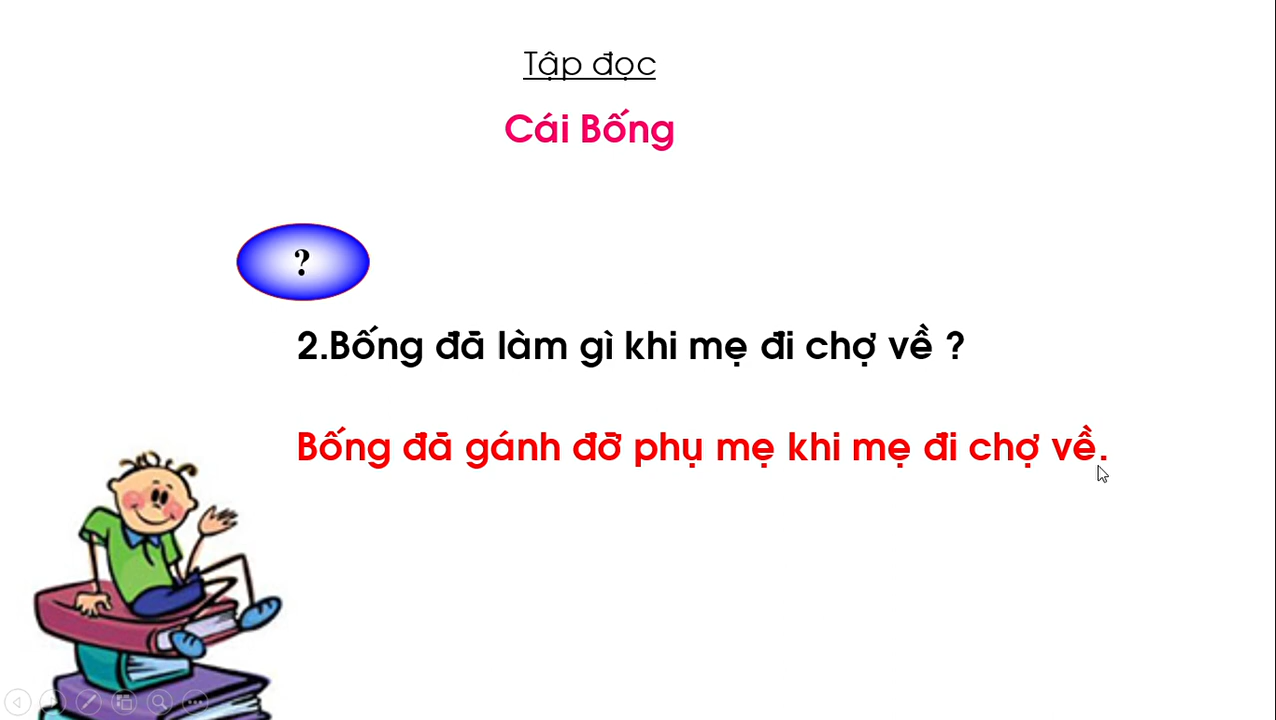 Tập đọc
Cái Bống
?
2.Bống đã làm gì khi mẹ đi chợ về ?
Bống đã gánh đỡ phụ mẹ khi mẹ đi chợ về.